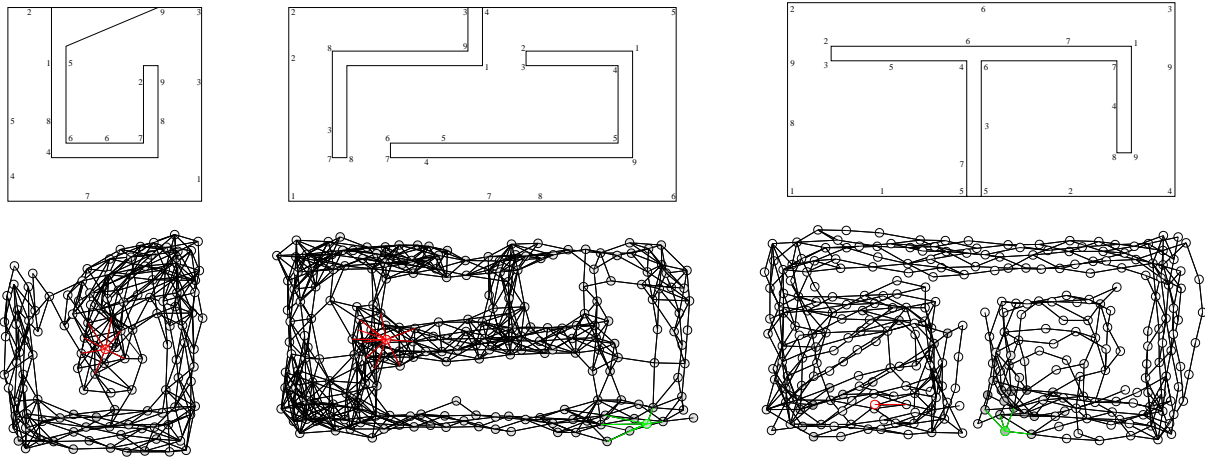 2 9 3
1 5
2 9 3
5 8 8
6 6 7
4
4 1
7
2 3 4 5
8 9 2 1
2
1 3 4
3 6 5 5
7 8 7 4 9
1 7 8 6
2 6 3
2 6 7 1
9 3 5 4 6 7 9
4
8 3
7 8 9
1 1 5 5 2 4